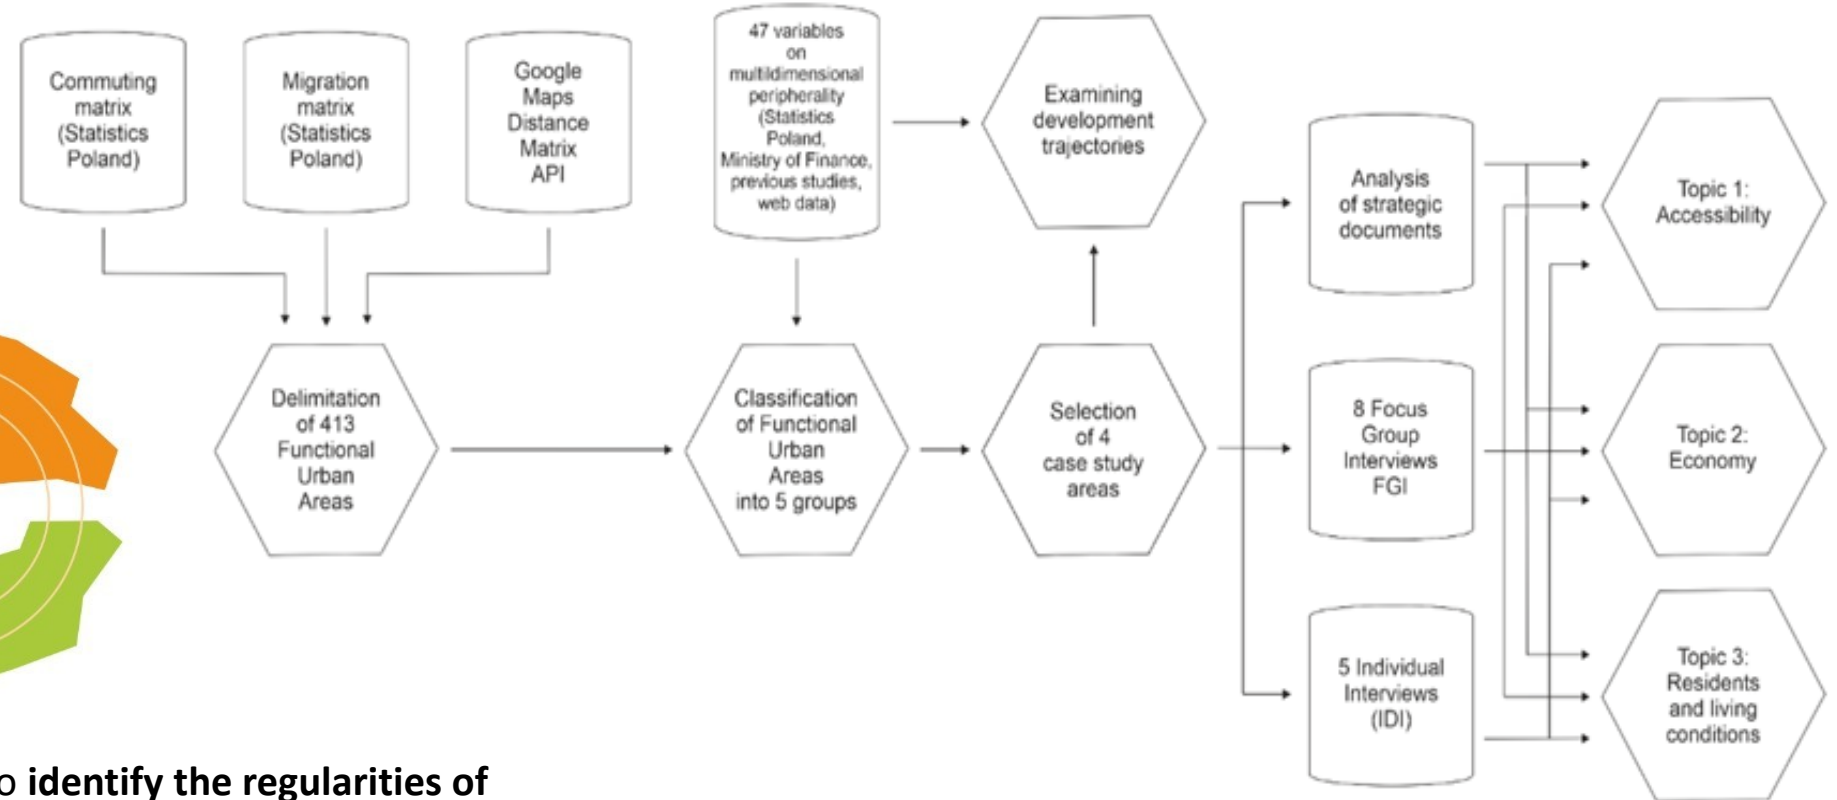 Commuting
matrix
(Statistics
Poland)
Migration
matrix
(Statistics
Poland)
Google
Maps
Distance
Matrix
API
47 variables
on
multildimensional
peripherality
(Statistics
Poland,
Ministry of Finance,
previous studies,
web data)
Examining
development
trajectories
Delimitation
of 413
Functional
Urban
Areas
Classification
of Functional
Urban
Areas
into 5 groups
Selection
of 4
case study
areas
Analysis
of strategic
documents
8 Focus
Group
Interviews
FGI
5 Individual
Interviews
(IDI)
Topic 1:
Accessibility
Topic 2:
Economy
Topic 3:
Residents
and living
conditions
o identify the regularities of